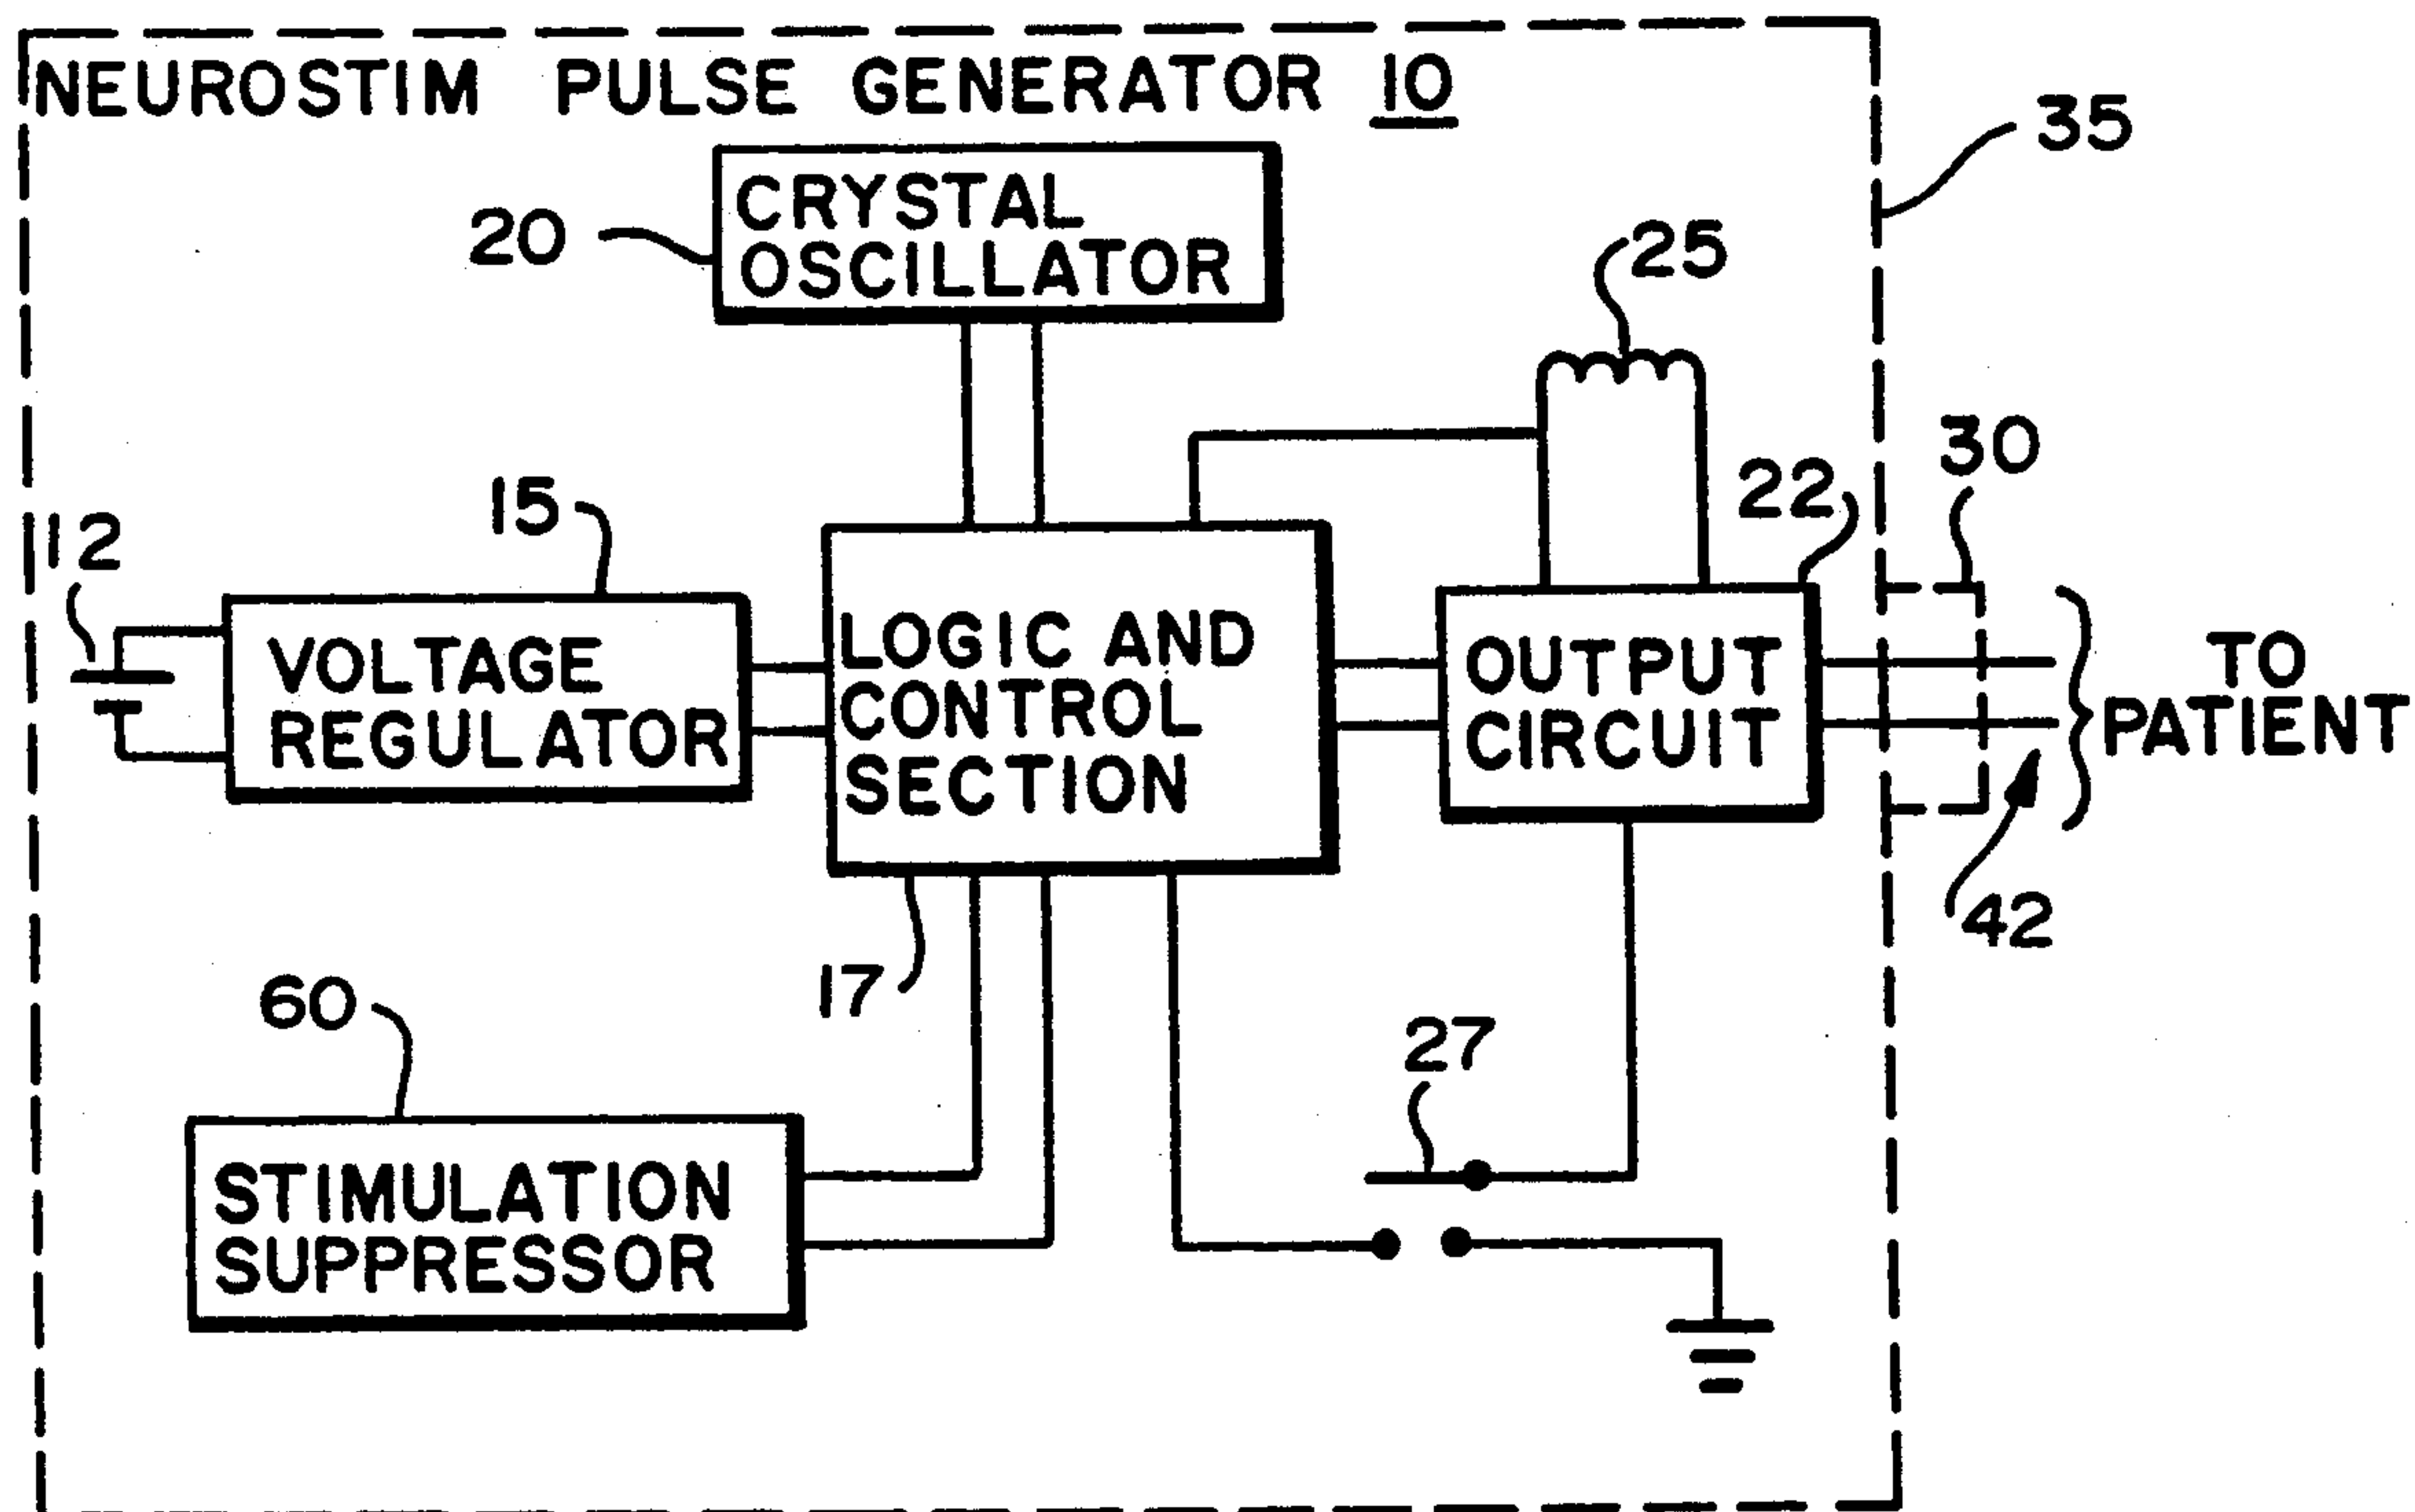 NEUROSTIM PULSE GENERATOR 10
35
CRYSTAL
OSCILLATOR
20
25
30
22
15
12
VOLTAGE
REGULATOR
LOGIC AND
CONTROL
SECTION
OUTPUT
CIRCUIT
TO
PATIENT
42
17
60
27
STIMULATION
SUPPRESSOR